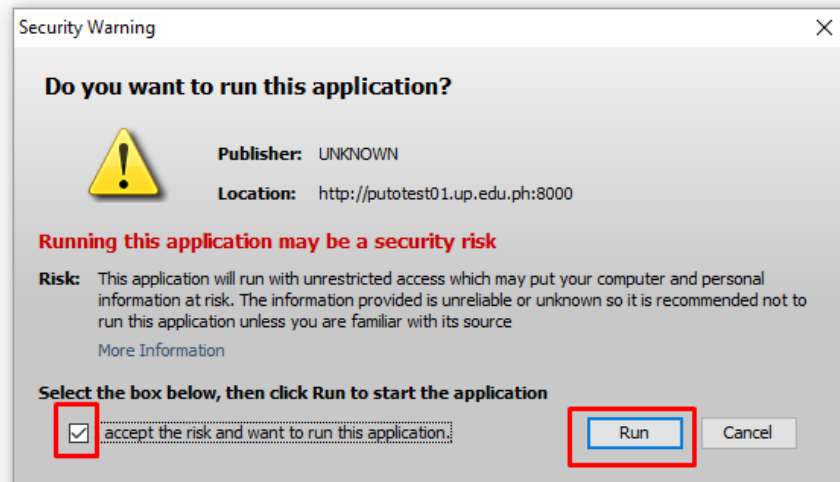 Security Warning
Do you want to run this application?
Publisher: UNKNOWN
Location: http://putotest01.up.edu.ph:8000
Running this application may be a security risk
Risk: This application will run with unrestricted access which may put your computer and personal
information at risk. The information provided is unreliable or unknown so it is recommended not to
run this application unless you are familiar with its source
More Information
Select the box below, then click Run to start the application
accept the risk and want to run this application.
Run
Cancel